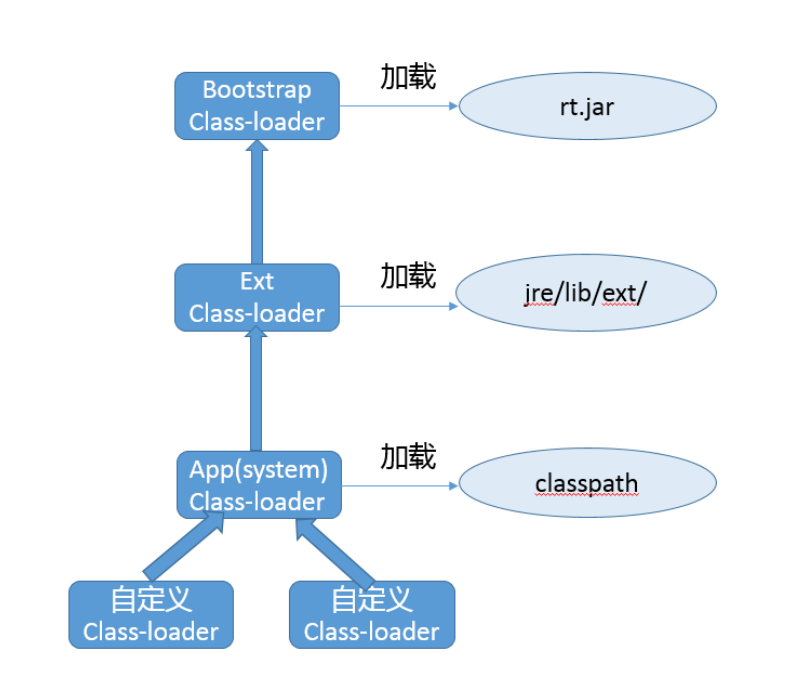 Bootstrap
Class-loader
加载
rt.jar
Ext
Class-loader
加载
jre/lib/ext/
App(system)
Class-loader
加载
classpath
自定义
Class-loader
自定义
Class-loader